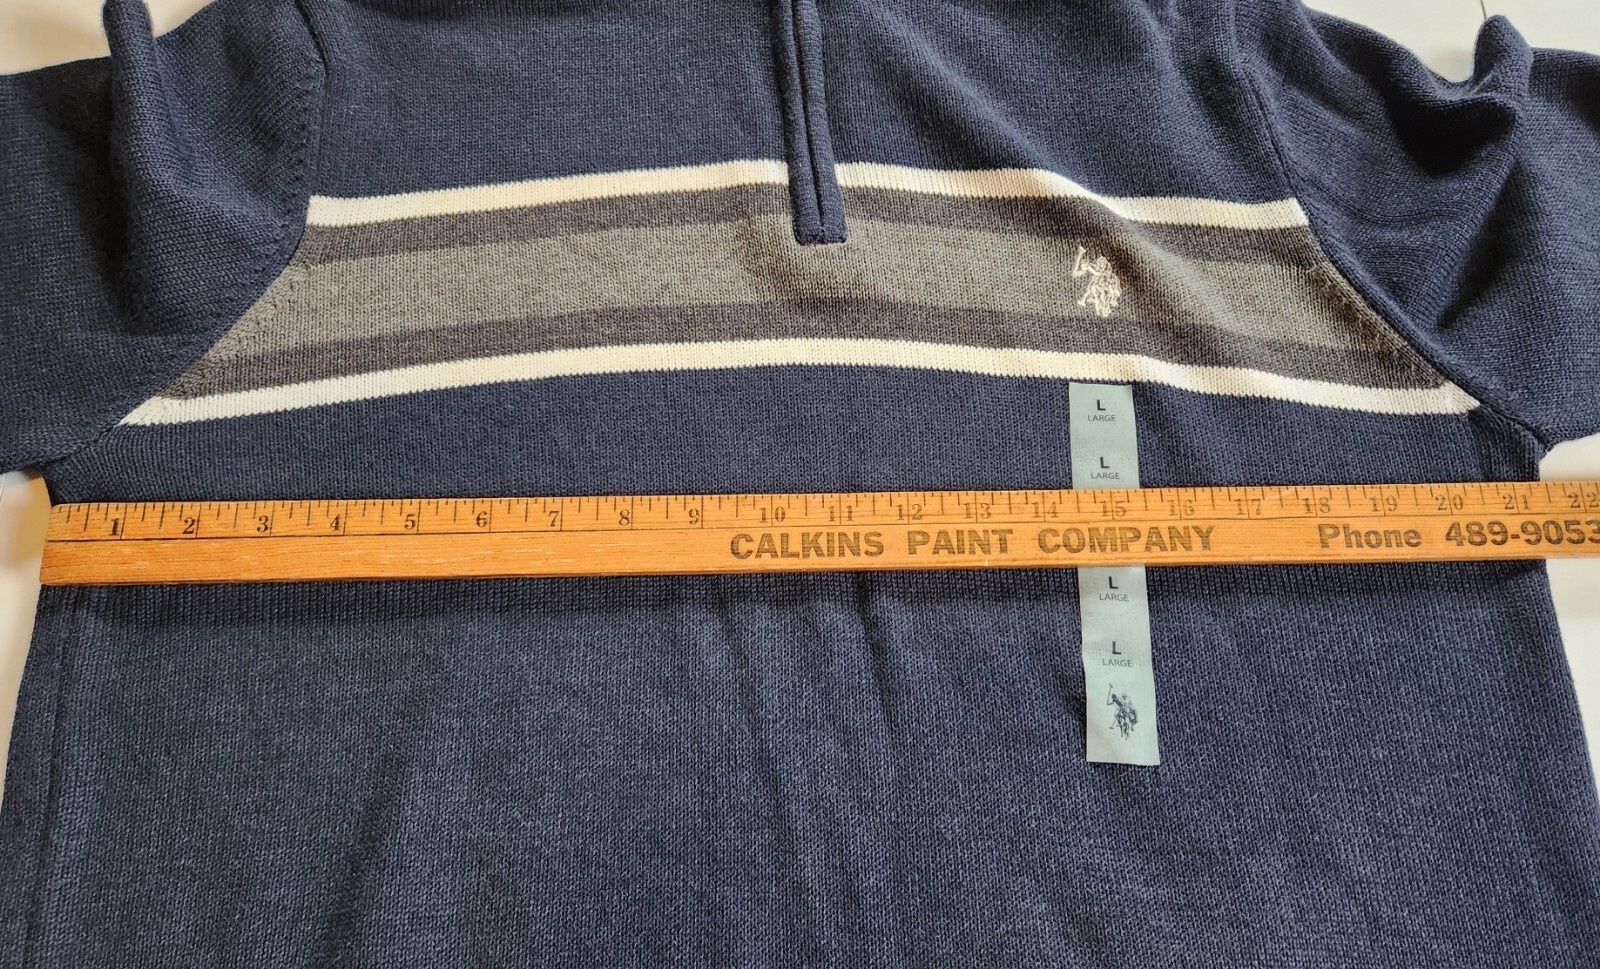 L
LARGE
L
LARGE
1 2 3 4 5 6 7 8 9 10 11 12 13 14 15 16 17 18 19 20 21 22
CALKINS PAINT COMPANY Phone 489-9053
L
LARGE
L
LARGE